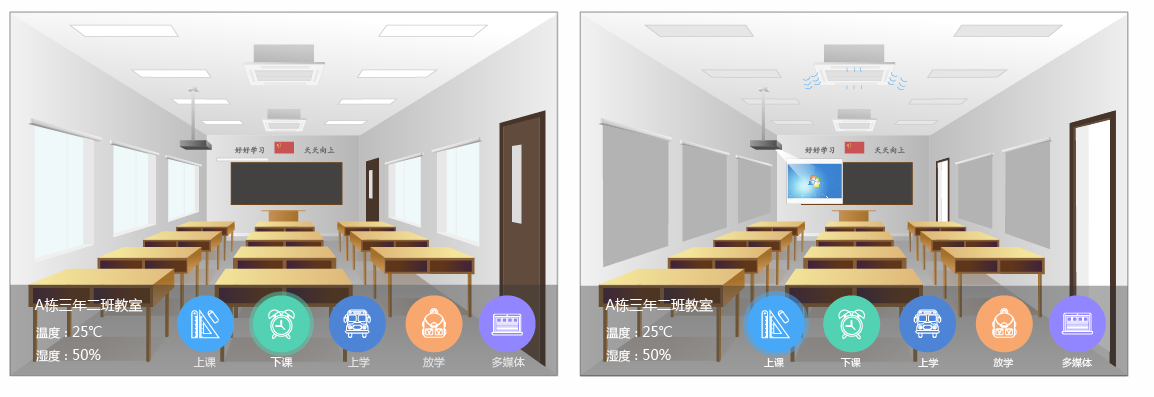 好好学习 天天向上
A栋三年二班教室
温度：25℃
湿度：50%
上课 下课 上学 放学 多媒体
好好学习 天天向上
A栋三年二班教室
温度：25℃
湿度：50%
上课 下课 上学 放学 多媒体